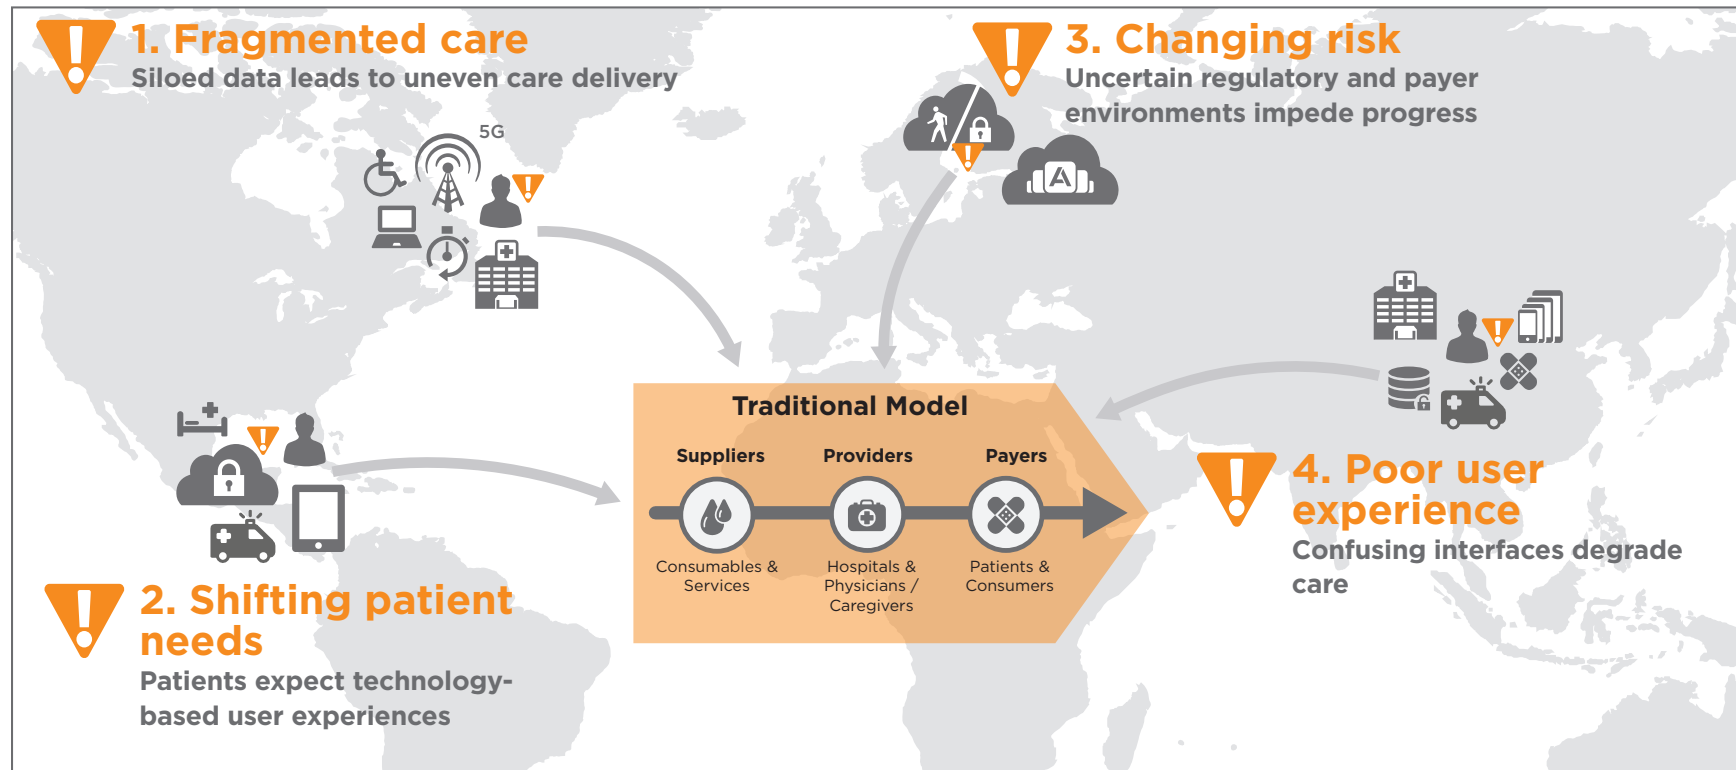 1. Fragmented care
Siloed data leads to uneven care delivery
5G
2. Shifting patient
needs
Patients expect technology-
based user experiences
3. Changing risk
Uncertain regulatory and payer
environments impede progress
A
4. Poor user
experience
Confusing interfaces degrade
care
Traditional Model
Suppliers
Providers
Payers
Consumables &
Services
Hospitals &
Physicians /
Caregivers
Patients &
Consumers